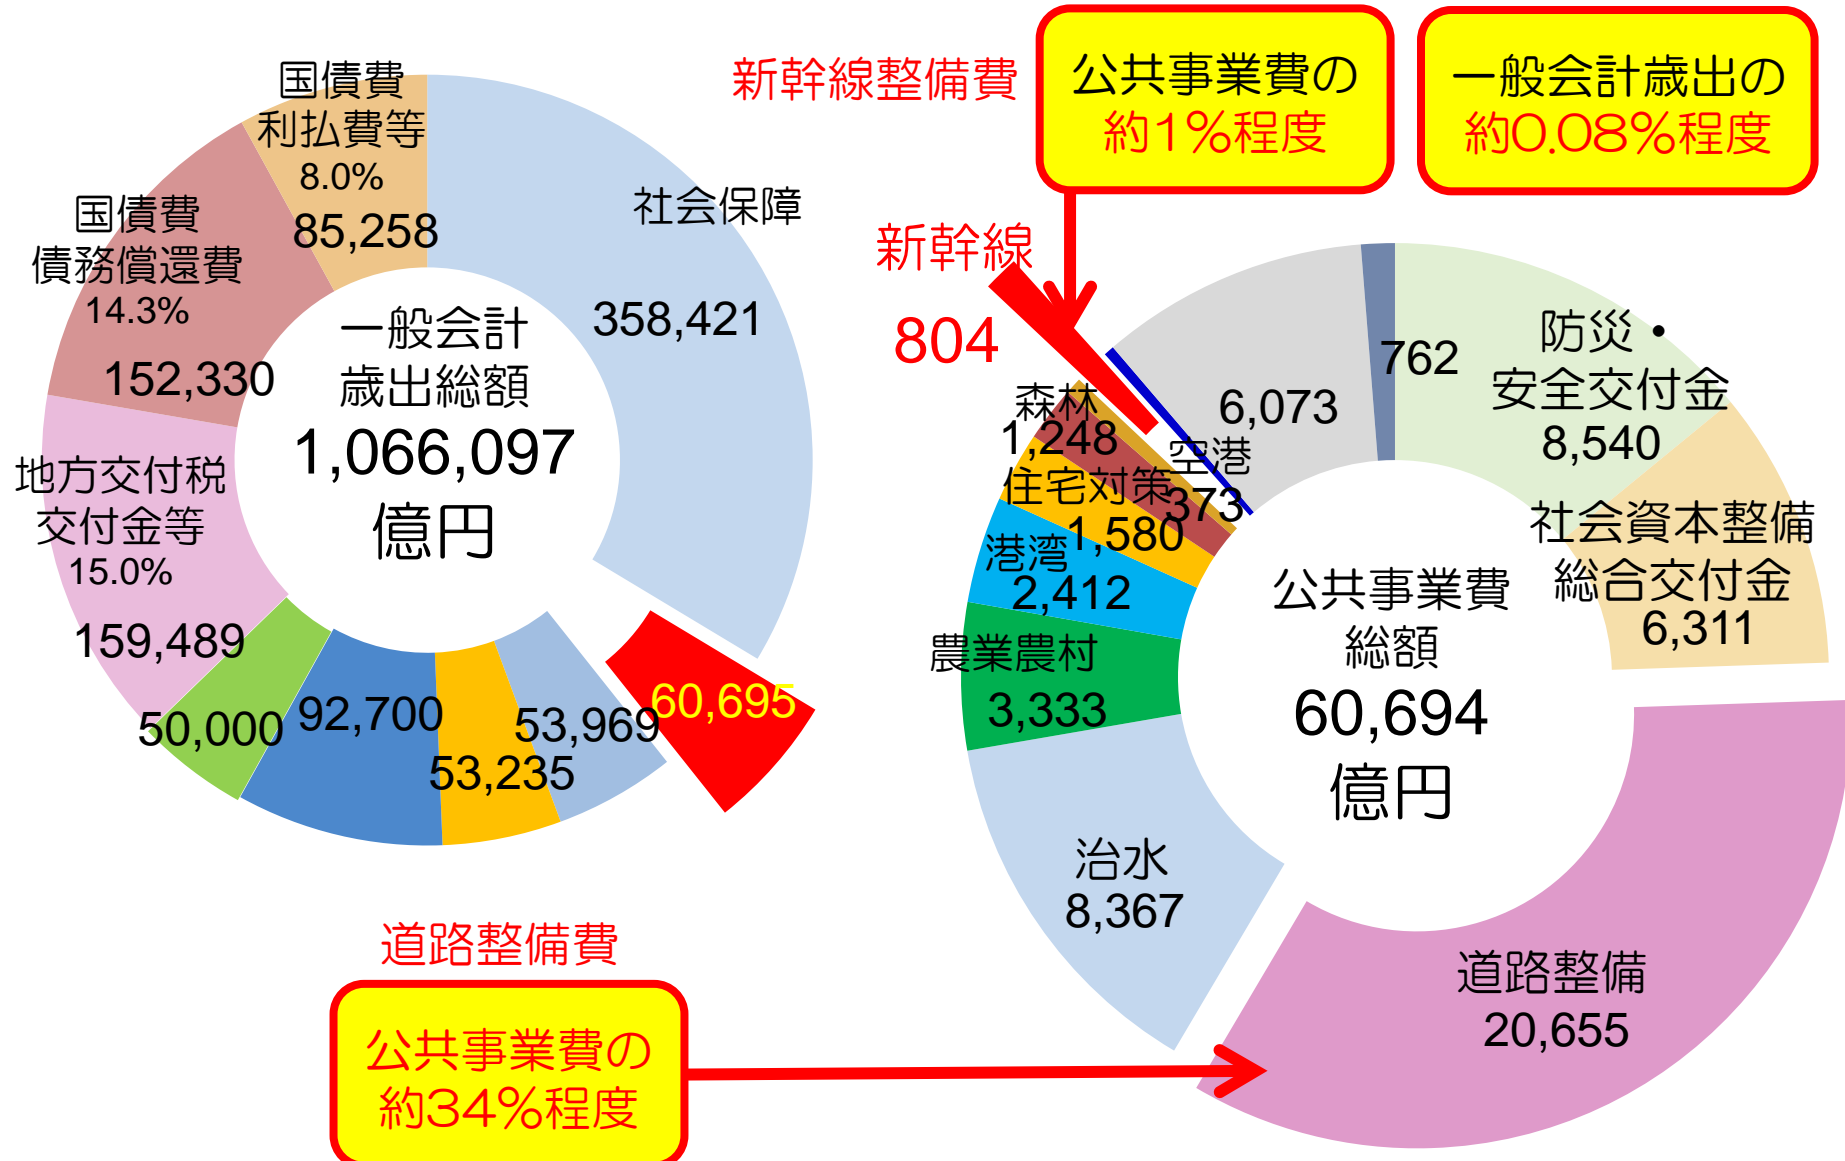 新幹線整備費
公共事業費の
約1%程度
一般会計歳出の
約0.08%程度
国債費
利払費等
8.0%
85,258
社会保障
358,421
国債費
債務償還費
14.3%
152,330
一般会計
歳出総額
1,066,097
億円
地方交付税
交付金等
15.0%
159,489
50,000
92,700
53,235
53,969
60,695
新幹線
804
森林
1,248
住宅対策
1,580
空港
373
6,073
762
防災・
安全交付金
8,540
社会資本整備
総合交付金
6,311
港湾
2,412
農業農村
3,333
公共事業費
総額
60,694
億円
治水
8,367
道路整備
20,655
道路整備費
公共事業費の
約34%程度